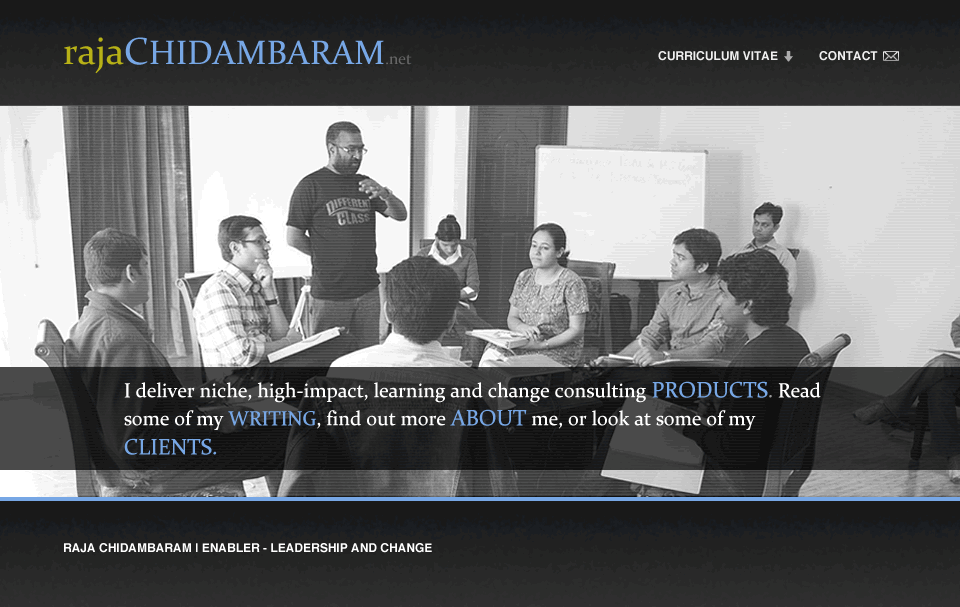 rajaCHIDAMBARAM.net
CURRICULUM VITAE
CONTACT
DIFFERENT
CLASS
I deliver niche, high-impact, learning and change consulting PRODUCTS. Read
some of my WRITING, find out more ABOUT me, or look at some of my
CLIENTS.
RAJA CHIDAMBARAM | ENABLER - LEADERSHIP AND CHANGE